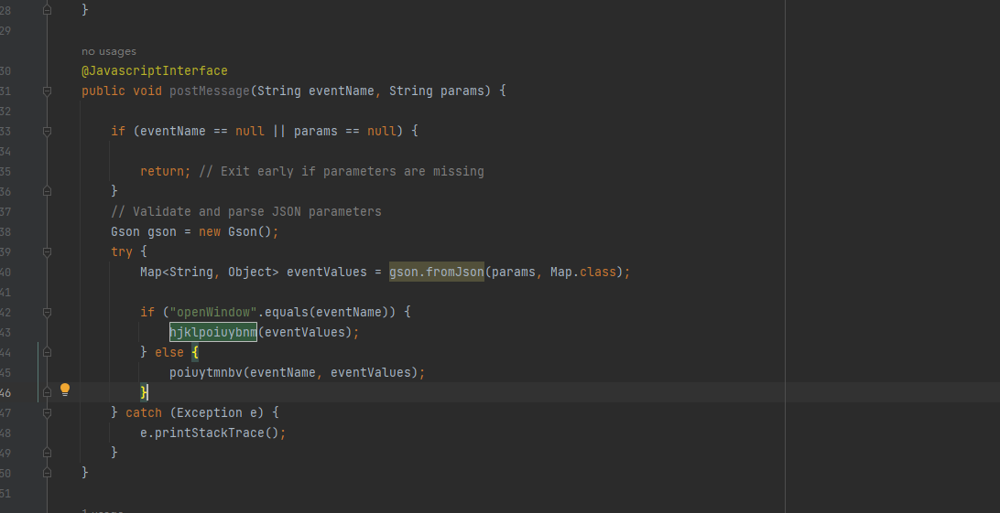 28 }
29
no usages
30 @JavascriptInterface
31 public void postMessage(String eventName, String params) {
32
33 if (eventName == null || params == null) {
34
35 return; // Exit early if parameters are missing
36 }
37 // Validate and parse JSON parameters
38 Gson gson = new Gson();
39 try {
40 Map<String, Object> eventValues = gson.fromJson(params, Map.class);
41
42 if ("openWindow".equals(eventName)) {
43 hjklpoiuybnm(eventValues);
44 } else {
45 poiuytmnbv(eventName, eventValues);
46 }
47 } catch (Exception e) {
48 e.printStackTrace();
49 }
50 }
51